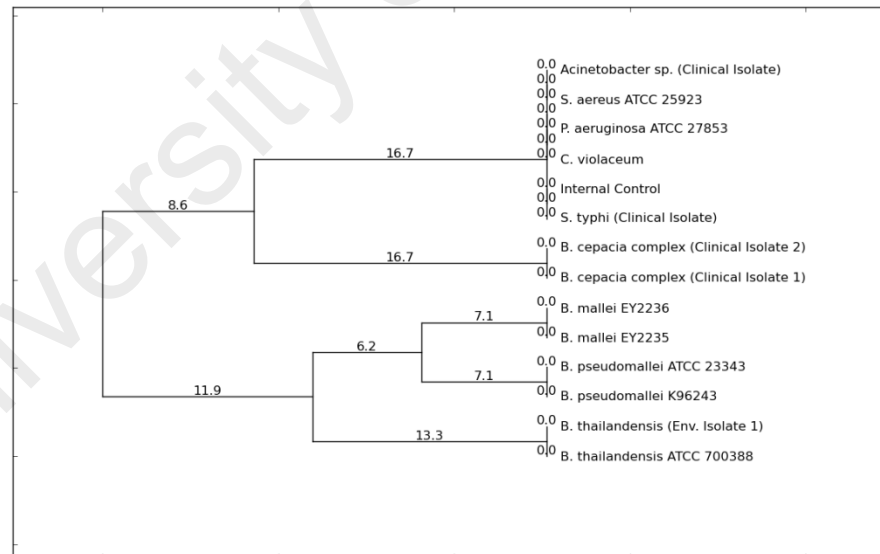 University o
0.0
Acinetobacter sp. (Clinical Isolate)
0.0
0.0
S. aereus ATCC 25923
0.0
0.0
P. aeruginosa ATCC 27853
0.0
16.7
0.0
C. violaceum
0.0
Internal Control
0.0
8.6
0.0
S. typhi (Clinical Isolate)
0.0
B. cepacia complex (Clinical Isolate 2)
16.7
0.0
B. cepacia complex (Clinical Isolate 1)
0.0
B. mallei EY2236
7.1
0.0
B. mallei EY2235
6.2
0.0
B. pseudomallei ATCC 23343
7.1
0.0
B. pseudomallei K96243
11.9
0.0
B. thailandensis (Env. Isolate 1)
13.3
0.0
B. thailandensis ATCC 700388